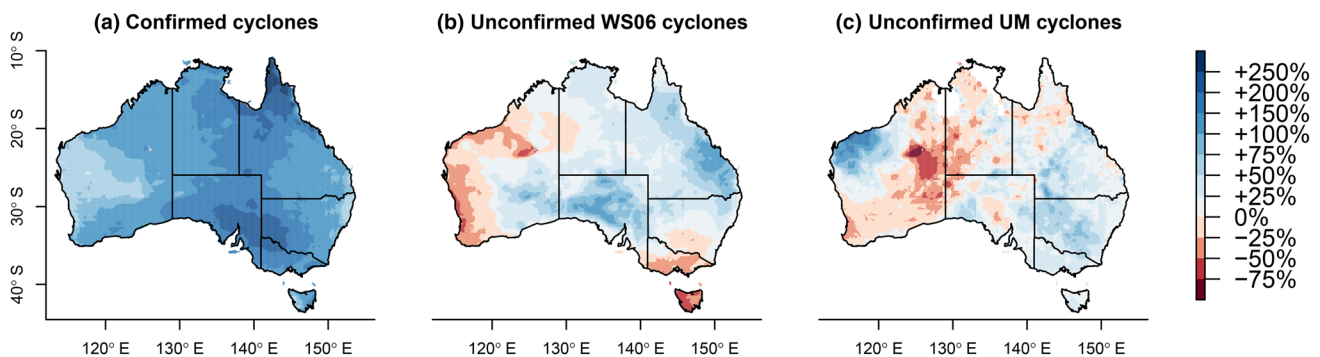 (a) Confirmed cyclones
(b) Unconfirmed WS06 cyclones
(c) Unconfirmed UM cyclones
10° S
20° S
30° S
40° S
120° E 130° E 140° E 150° E
120° E 130° E 140° E 150° E
120° E 130° E 140° E 150° E
+250%
+200%
+150%
+100%
+75%
+50%
+25%
0%
−25%
−50%
−75%